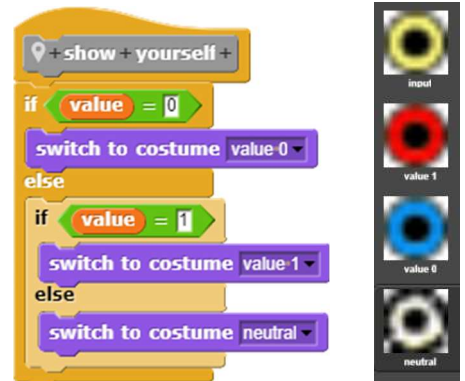 + show + yourself +
if value = 0
switch to costume value 0
else
if value = 1
switch to costume value 1
else
switch to costume neutral
input
value 1
value 0
neutral